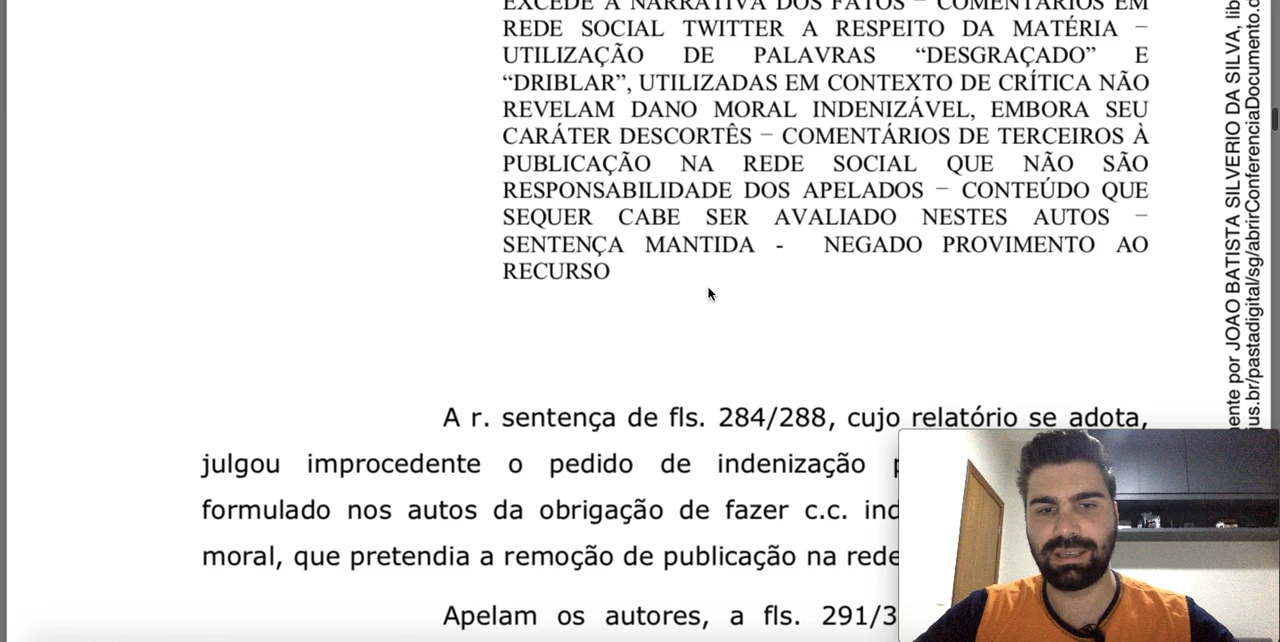 EXCEDE A NARRATIVA DOS FATOS – COMENTÁRIOS EM
REDE SOCIAL TWITTER A RESPEITO DA MATÉRIA –
UTILIZAÇÃO DE PALAVRAS “DESGRAÇADO” E
“DRIBLAR”, UTILIZADAS EM CONTEXTO DE CRÍTICA NÃO
REVELAM DANO MORAL INDENIZÁVEL, EMBORA SEU
CARÁTER DESCORTÊS – COMENTÁRIOS DE TERCEIROS À
PUBLICAÇÃO NA REDE SOCIAL QUE NÃO SÃO
RESPONSABILIDADE DOS APELADOS – CONTEÚDO QUE
SEQUER CABE SER AVALIADO NESTES AUTOS –
SENTENÇA MANTIDA - NEGADO PROVIMENTO AO
RECURSO
A r. sentença de fls. 284/288, cujo relatório se adota,
julgou improcedente o pedido de indenização
formulado nos autos da obrigação de fazer c.c.
moral, que pretendia a remoção de publicação na rede
Apelam os autores, a fls. 291/3
por JOAO BATISTA SILVERIO DA SILVA,
jus.br/pastadigital/sg/abrirConferenciaDocumento.